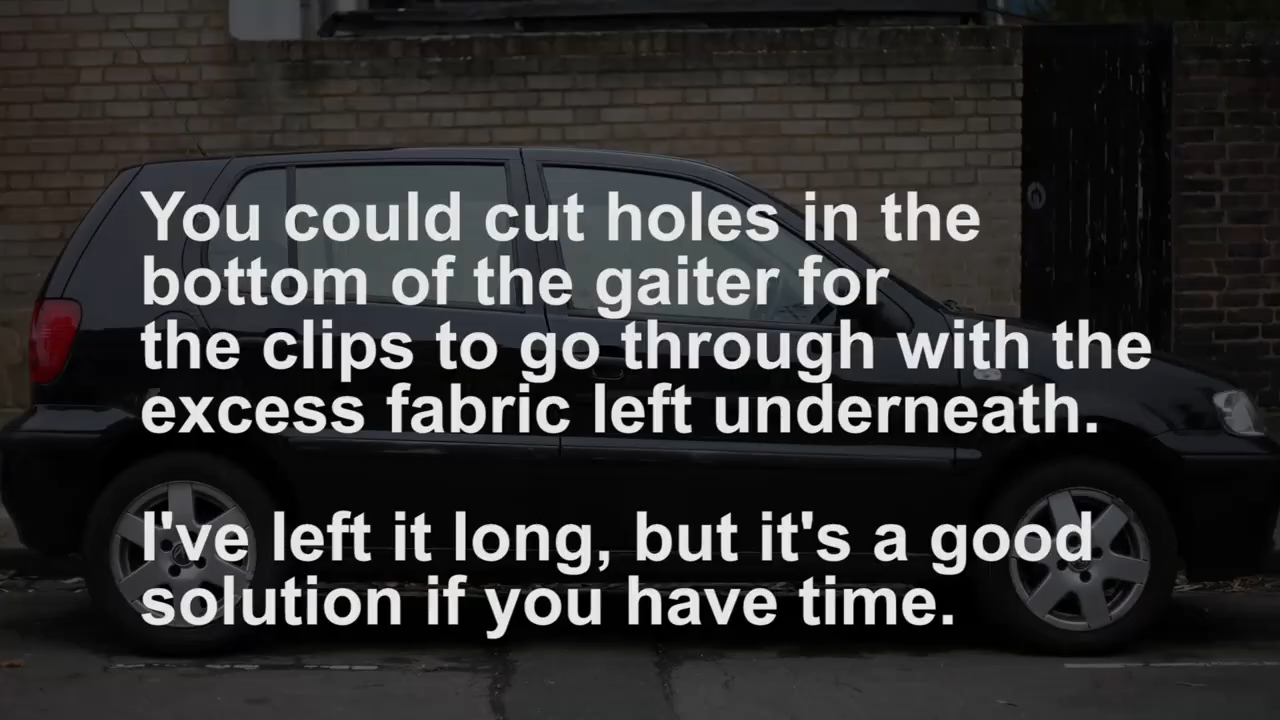 You could cut holes in the
bottom of the gaiter for
the clips to go through with the
excess fabric left underneath.
I've left it long, but it's a good
solution if you have time.